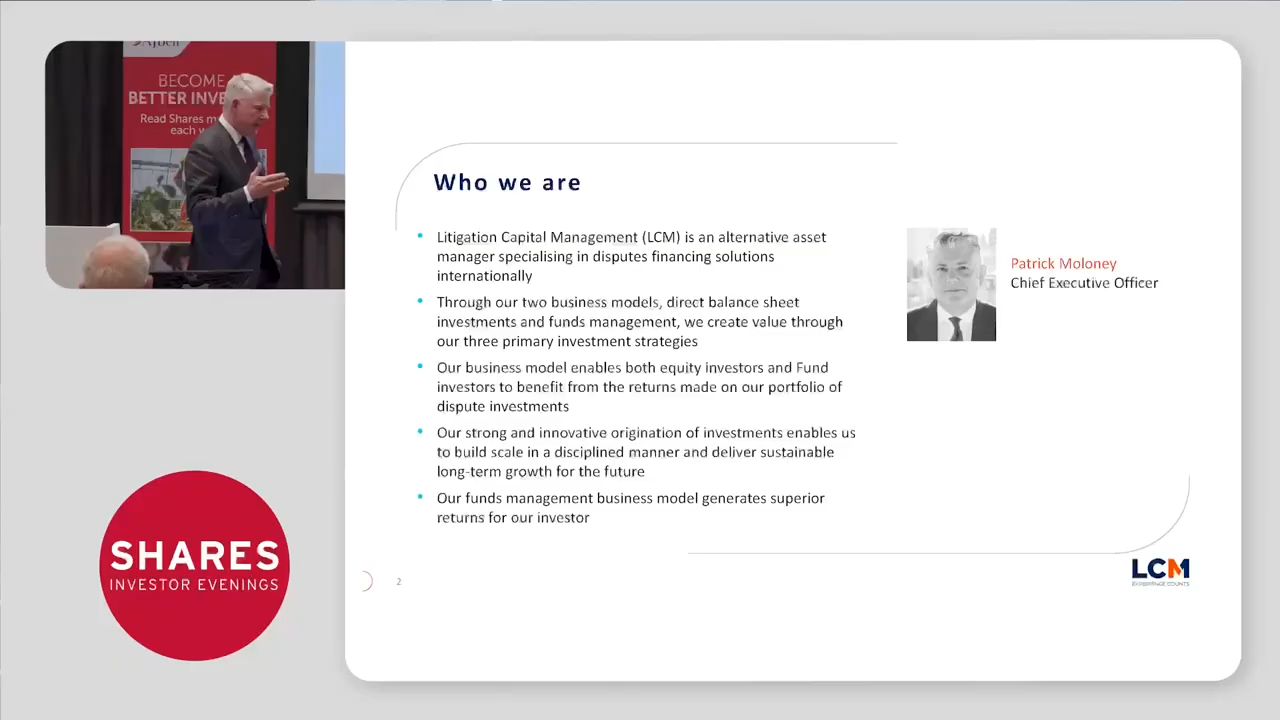 AJBell
BECOME
BETTER INVE
Read Shares m
each w
Who we are
• Litigation Capital Management (LCM) is an alternative asset
manager specialising in disputes financing solutions
internationally
• Through our two business models, direct balance sheet
investments and funds management, we create value through
our three primary investment strategies
• Our business model enables both equity investors and Fund
investors to benefit from the returns made on our portfolio of
dispute investments
• Our strong and innovative origination of investments enables us
to build scale in a disciplined manner and deliver sustainable
long-term growth for the future
• Our funds management business model generates superior
returns for our investor
Patrick Moloney
Chief Executive Officer
SHARES
INVESTOR EVENINGS
2
LCM
EXPERIENCE COUNTS